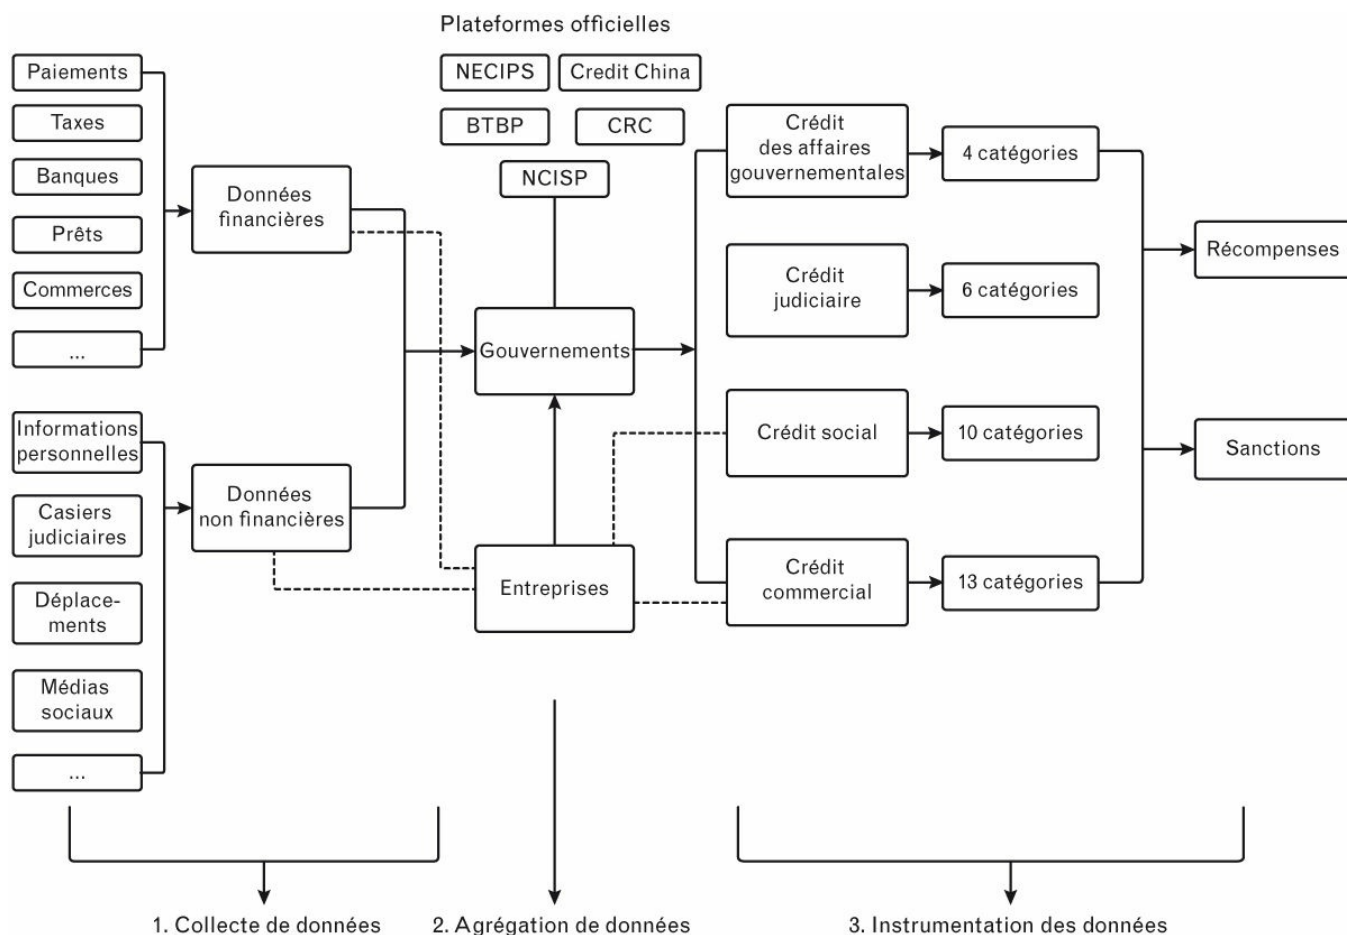 Plateformes officielles
NECIPS
Credit China
BTBP
CRC
NCISP
Paiements
Taxes
Banques
Prêts
Commerces
...
Données
financières
Informations
personnelles
Casiers
judiciaires
Déplace-
ments
Médias
sociaux
...
Données
non financières
Gouvernements
Entreprises
Crédit
des affaires
gouvernementales
4 catégories
Crédit
judiciaire
6 catégories
Crédit social
10 catégories
Crédit
commercial
13 catégories
Récompenses
Sanctions
1. Collecte de données
2. Agrégation de données
3. Instrumentation des données